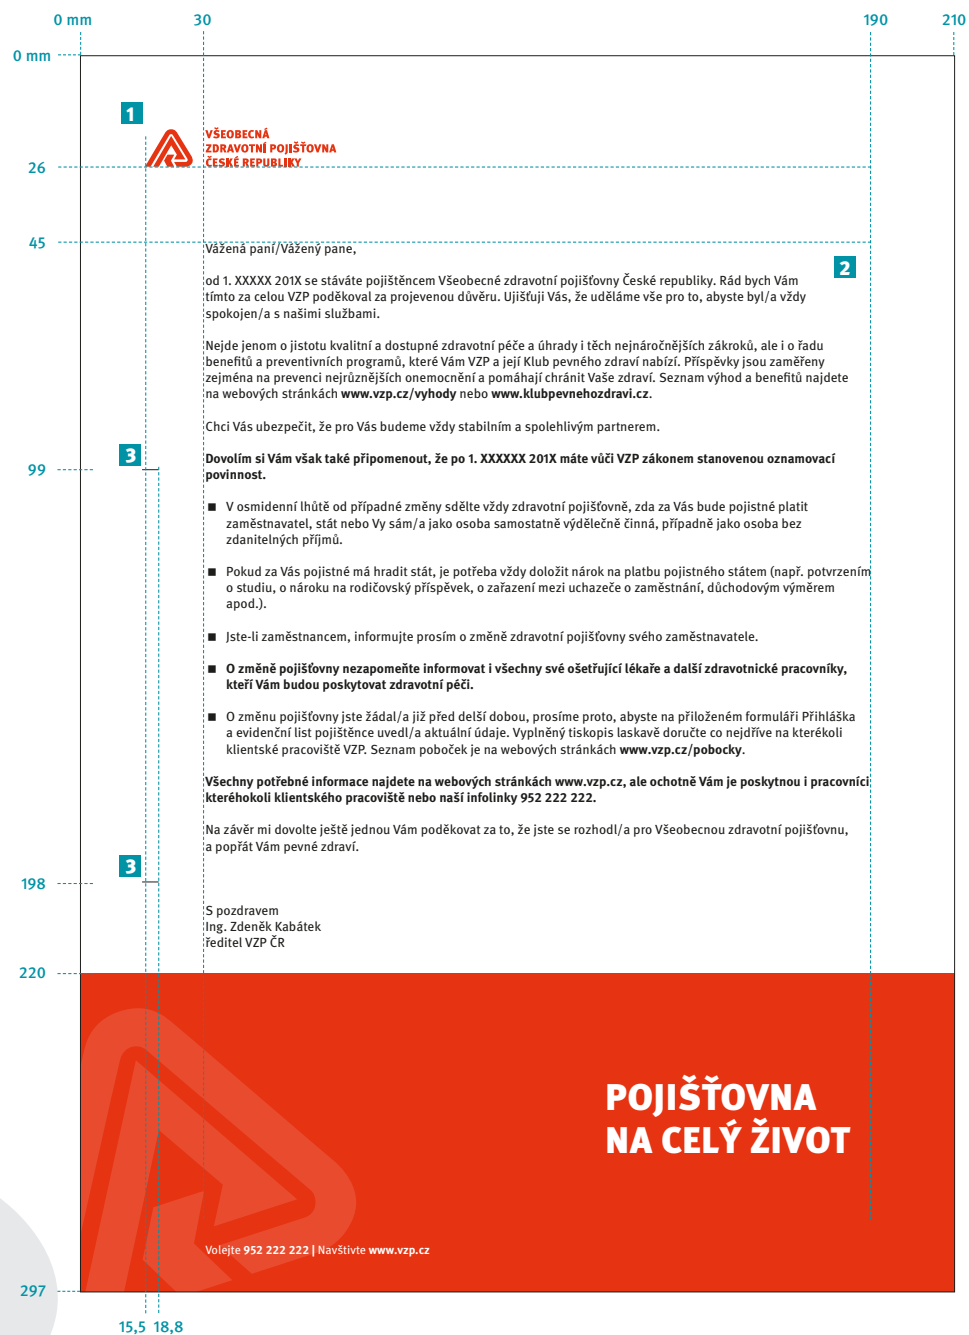 0 mm 30 190 210
0 mm
1
VŠEOBECNÁ
ZDRAVOTNÍ POJIŠŤOVNA
ČESKÉ REPUBLIKY
26
45
Vážená paní/Vážený pane,
2
od 1. XXXXX 201X se stáváte pojištěncem Všeobecné zdravotní pojišťovny České republiky. Rád bych Vám
tímto za celou VZP poděkoval za projevenou důvěru. Ujišťuji Vás, že uděláme vše pro to, abyste byl/a vždy
spokojen/a s našimi službami.
Nejde jenom o jistotu kvalitní a dostupné zdravotní péče a úhrady i těch nejnáročnějších zákroků, ale i o řadu
benefitů a preventivních programů, které Vám VZP a její Klub pevného zdraví nabízí. Příspěvky jsou zaměřeny
zejména na prevenci nejrůznějších onemocnění a pomáhají chránit Vaše zdraví. Seznam výhod a benefitů najdete
na webových stránkách www.vzp.cz/vyhody nebo www.klubpevnehozdravi.cz.
Chci Vás ubezpečit, že pro Vás budeme vždy stabilním a spolehlivým partnerem.
3
99
Dovolím si Vám však také připomenout, že po 1. XXXXXX 201X máte vůči VZP zákonem stanovenou oznamovací
povinnost.
■ V osmidenní lhůtě od případné změny sdělte vždy zdravotní pojišťovně, zda za Vás bude pojistné platit
zaměstnavatel, stát nebo Vy sám/a jako osoba samostatně výdělečně činná, případně jako osoba bez
zdanitelných příjmů.
■ Pokud za Vás pojistné má hradit stát, je potřeba vždy doložit nárok na platbu pojistného státem (např. potvrzením
o studiu, o nároku na rodičovský příspěvek, o zařazení mezi uchazeče o zaměstnání, důchodovým výměrem
apod.).
■ Jste-li zaměstnancem, informujte prosím o změně zdravotní pojišťovny svého zaměstnavatele.
■ O změně pojišťovny nezapomeňte informovat i všechny své ošetřující lékaře a další zdravotnické pracovníky,
kteří Vám budou poskytovat zdravotní péči.
■ O změnu pojišťovny jste žádal/a již před delší dobou, prosíme proto, abyste na přiloženém formuláři Přihláška
a evidenční list pojištěnce uvedl/a aktuální údaje. Vyplněný tiskopis laskavě doručte co nejdříve na kterékoli
klientské pracoviště VZP. Seznam poboček je na webových stránkách www.vzp.cz/pobocky.
Všechny potřebné informace najdete na webových stránkách www.vzp.cz, ale ochotně Vám je poskytnou i pracovníci
kteréhokoli klientského pracoviště nebo naší infolinky 952 222 222.
Na závěr mi dovolte ještě jednou Vám poděkovat za to, že jste se rozhodl/a pro Všeobecnou zdravotní pojišťovnu,
a popřát Vám pevné zdraví.
3
198
S pozdravem
Ing. Zdeněk Kabátek
ředitel VZP ČR
220
POJIŠŤOVNA
NA CELÝ ŽIVOT
Volejte 952 222 222 | Navštivte www.vzp.cz
297
15,5 18,8